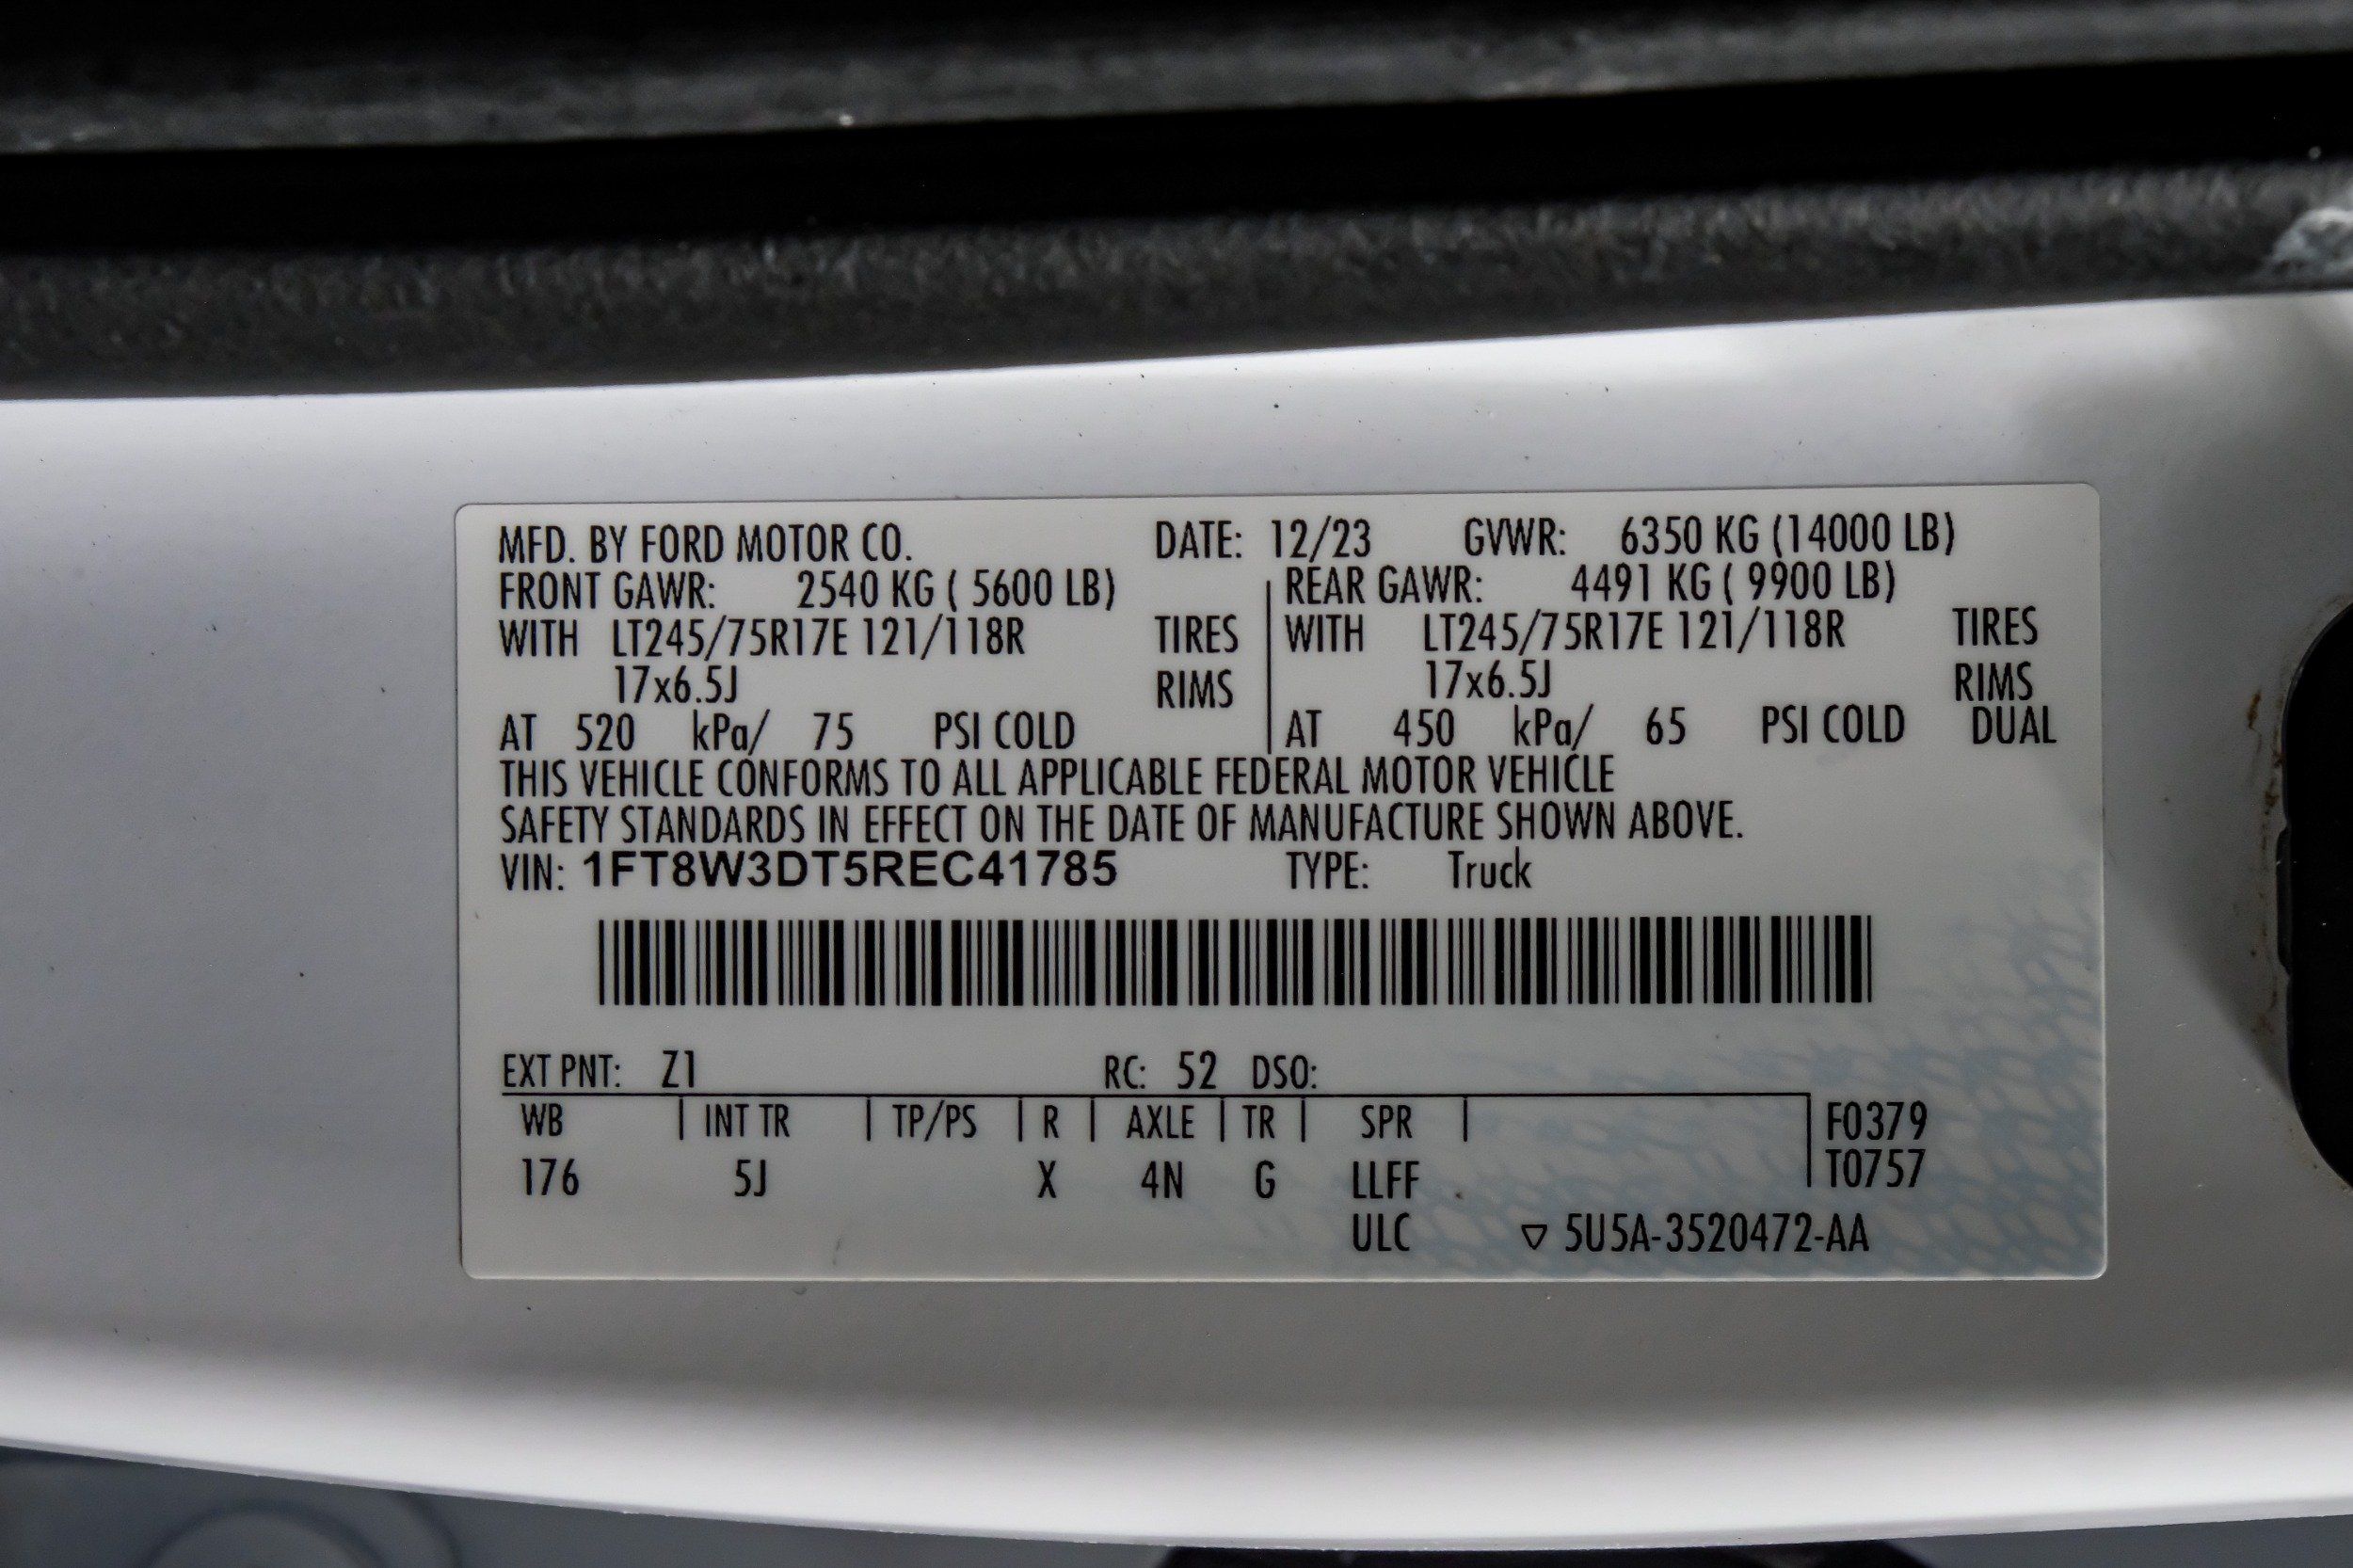 MFD. BY FORD MOTOR CO. DATE: 12/23 GVWR: 6350 KG (14000 LB)
FRONT GAWR: 2540 KG ( 5600 LB) REAR GAWR: 4491 KG ( 9900 LB)
WITH LT245/75R17E 121/118R TIRES WITH LT245/75R17E 121/118R TIRES
17x6.5J RIMS 17x6.5J RIMS
AT 520 kPa/ 75 PSI COLD AT 450 kPa/ 65 PSI COLD DUAL
THIS VEHICLE CONFORMS TO ALL APPLICABLE FEDERAL MOTOR VEHICLE
SAFETY STANDARDS IN EFFECT ON THE DATE OF MANUFACTURE SHOWN ABOVE.
VIN: 1FT8W3DT5REC41785 TYPE: Truck
EXT PNT: Z1 RC: 52 DSO:
WB INT TR TP/PS R AXLE TR SPR F0379
176 5J X 4N G LLFF T0757
ULC ▽ 5U5A-3520472-AA